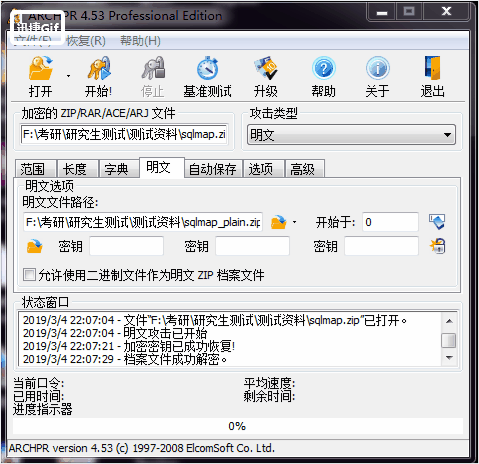 ARCHPR 4.53 Professional Edition
迅捷Gif
文件(F) 恢复(R) 帮助(H)
打开 开始! 停止 基准测试 升级 帮助 关于 退出
加密的 ZIP/RAR/ACE/ARJ 文件 攻击类型
F:\考研\研究生测试\测试资料\sqlmap.zi 明文
范围 长度 字典 明文 自动保存 选项 高级
明文选项
明文文件路径:
F:\考研\研究生测试\测试资料\sqlmap_plain.zip 开始于: 0
密钥 密钥 密钥
允许使用二进制文件作为明文 ZIP 档案文件
状态窗口
2019/3/4 22:07:04 - 文件"F:\考研\研究生测试\测试资料\sqlmap.zip"已打开。
2019/3/4 22:07:04 - 明文攻击已开始
2019/3/4 22:07:21 - 加密密钥已成功恢复!
2019/3/4 22:07:29 - 档案文件成功解密。
当前口令: 平均速度:
已用时间: 剩余时间:
进度指示器
0%
ARCHPR version 4.53 (c) 1997-2008 ElcomSoft Co. Ltd.